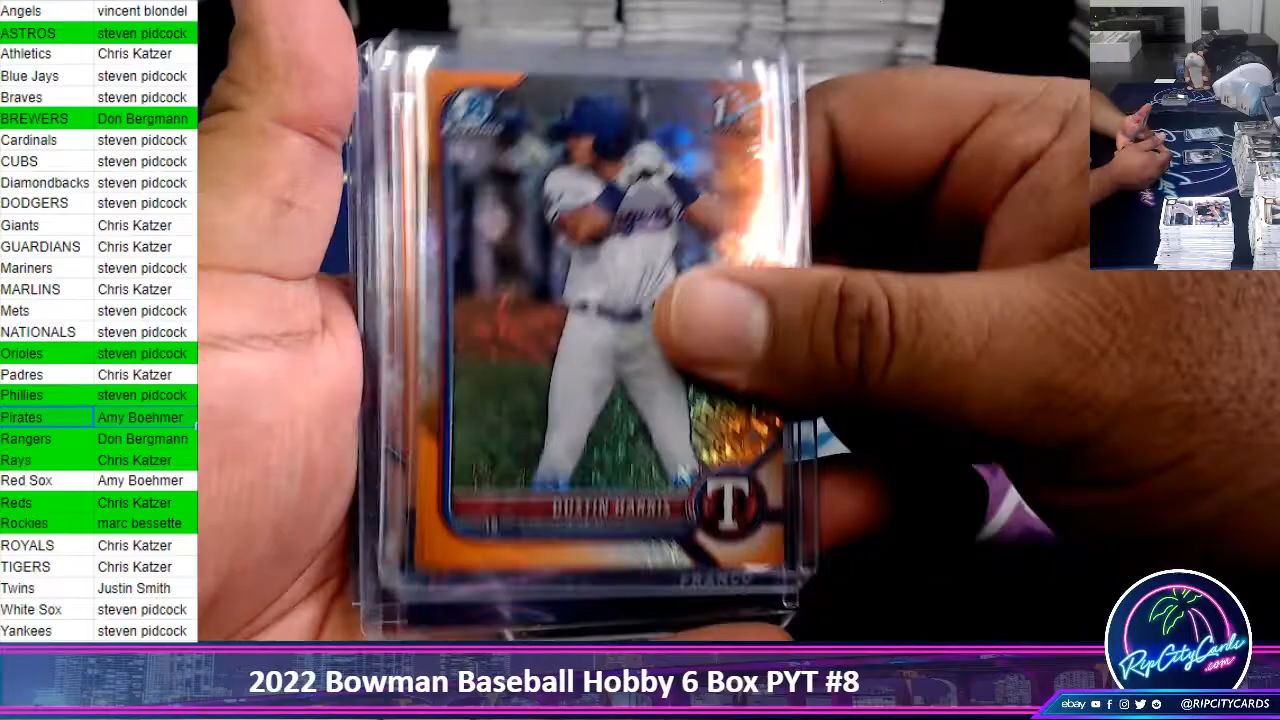 Angels vincent blondel
ASTROS steven pidcock
Athletics Chris Katzer
Blue Jays steven pidcock
Braves steven pidcock
BREWERS Don Bergmann
Cardinals steven pidcock
CUBS steven pidcock
Diamondbacks steven pidcock
DODGERS steven pidcock
Giants Chris Katzer
GUARDIANS Chris Katzer
Mariners steven pidcock
MARLINS Chris Katzer
Mets steven pidcock
NATIONALS steven pidcock
Orioles steven pidcock
Padres Chris Katzer
Phillies steven pidcock
Pirates Amy Boehmer
Rangers Don Bergmann
Rays Chris Katzer
Red Sox Amy Boehmer
Reds Chris Katzer
Rockies marc bessette
ROYALS Chris Katzer
TIGERS Chris Katzer
Twins Justin Smith
White Sox steven pidcock
Yankees steven pidcock
1st
DUSTIN HARRIS
T
FRANCO
RipCityCards
.com
2022 Bowman Baseball Hobby 6 Box PYT #8
ebay @RIPCITYCARDS